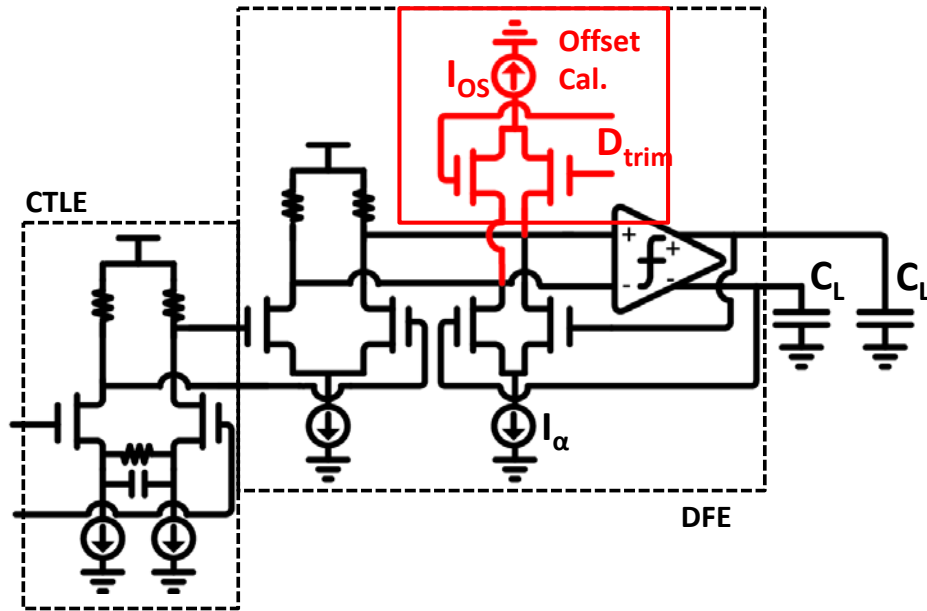 Offset
Cal.
I_OS
D_trim
CTLE
+
+
-
-
C_L
C_L
I_α
DFE